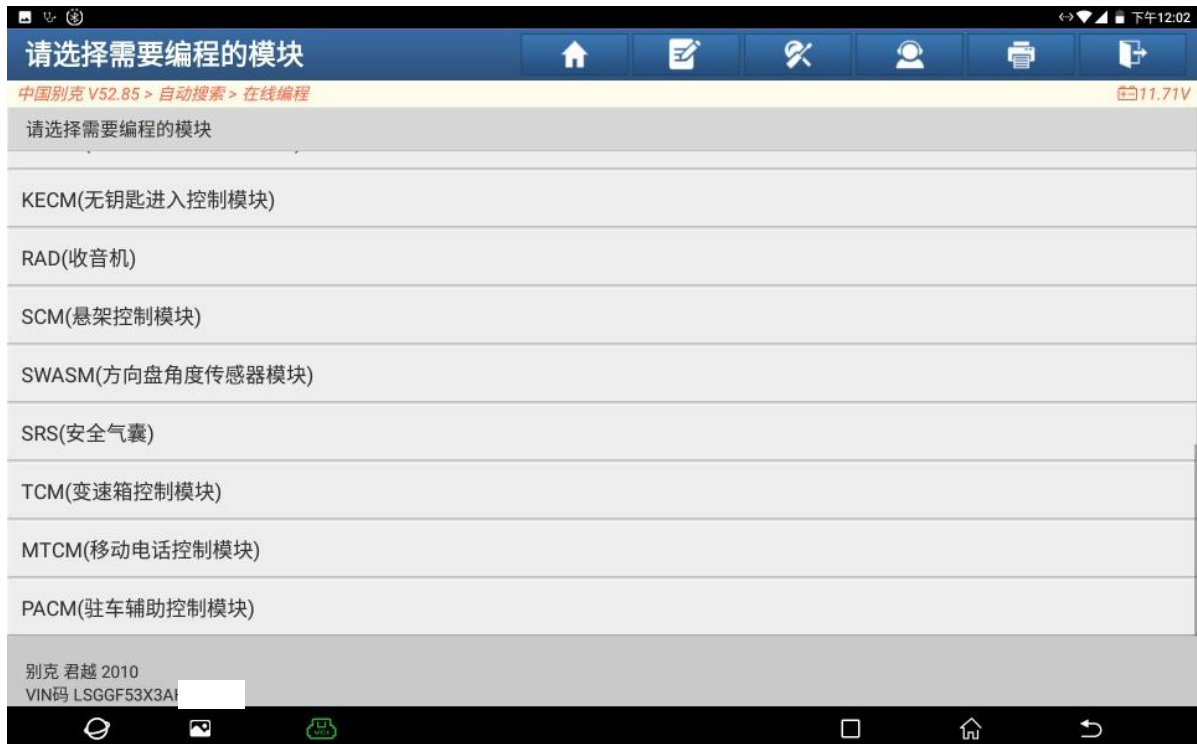 下午12:02
请选择需要编程的模块
中国别克 V52.85 > 自动搜索 > 在线编程
11.71V
请选择需要编程的模块
KECM(无钥匙进入控制模块)
RAD(收音机)
SCM(悬架控制模块)
SWASM(方向盘角度传感器模块)
SRS(安全气囊)
TCM(变速箱控制模块)
MTCM(移动电话控制模块)
PACM(驻车辅助控制模块)
别克 君越 2010
VIN码 LSGGF53X3A
VCI